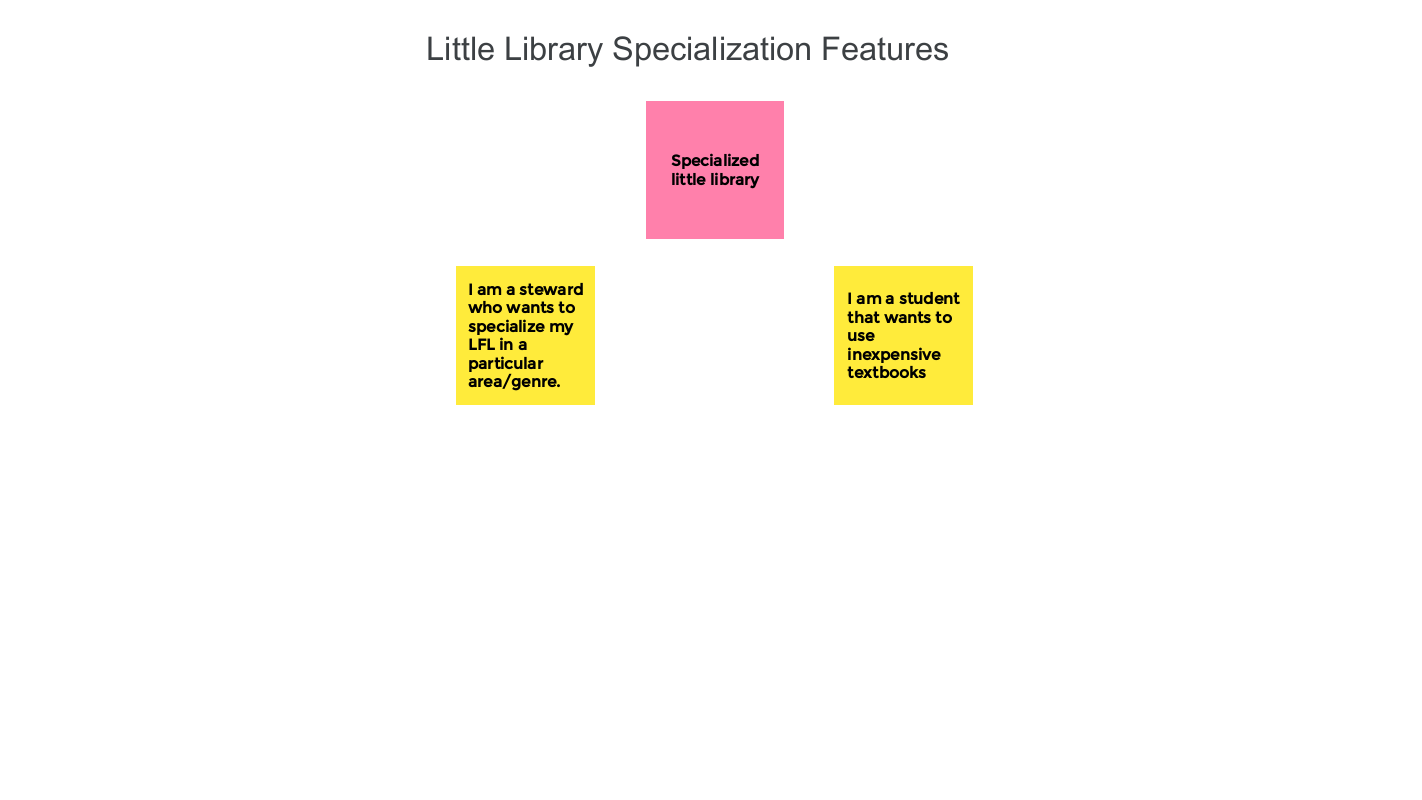 Little Library Specialization Features
Specialized
little library
I am a steward
who wants to
specialize my
LFL in a
particular
area/genre.
I am a student
that wants to
use
inexpensive
textbooks